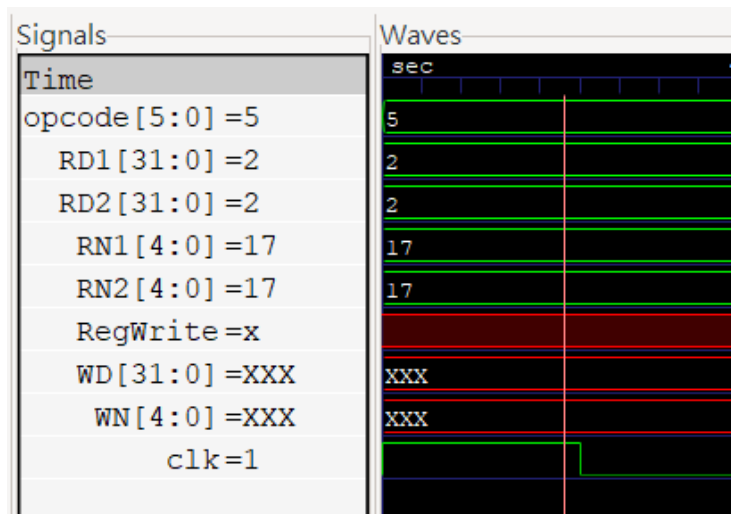 Signals
Waves
Time
sec
opcode[5:0]=5
5
RD1[31:0]=2
2
RD2[31:0]=2
2
RN1[4:0]=17
17
RN2[4:0]=17
17
RegWrite=x
WD[31:0]=XXX
XXX
WN[4:0]=XXX
XXX
clk=1